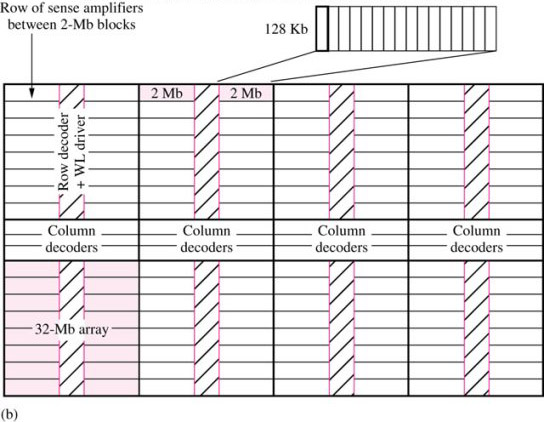 Row of sense amplifiers
between 2-Mb blocks
128 Kb
2 Mb
2 Mb
Row decoder
+ WL driver
Column
decoders
Column
decoders
Column
decoders
Column
decoders
32-Mb array
(b)